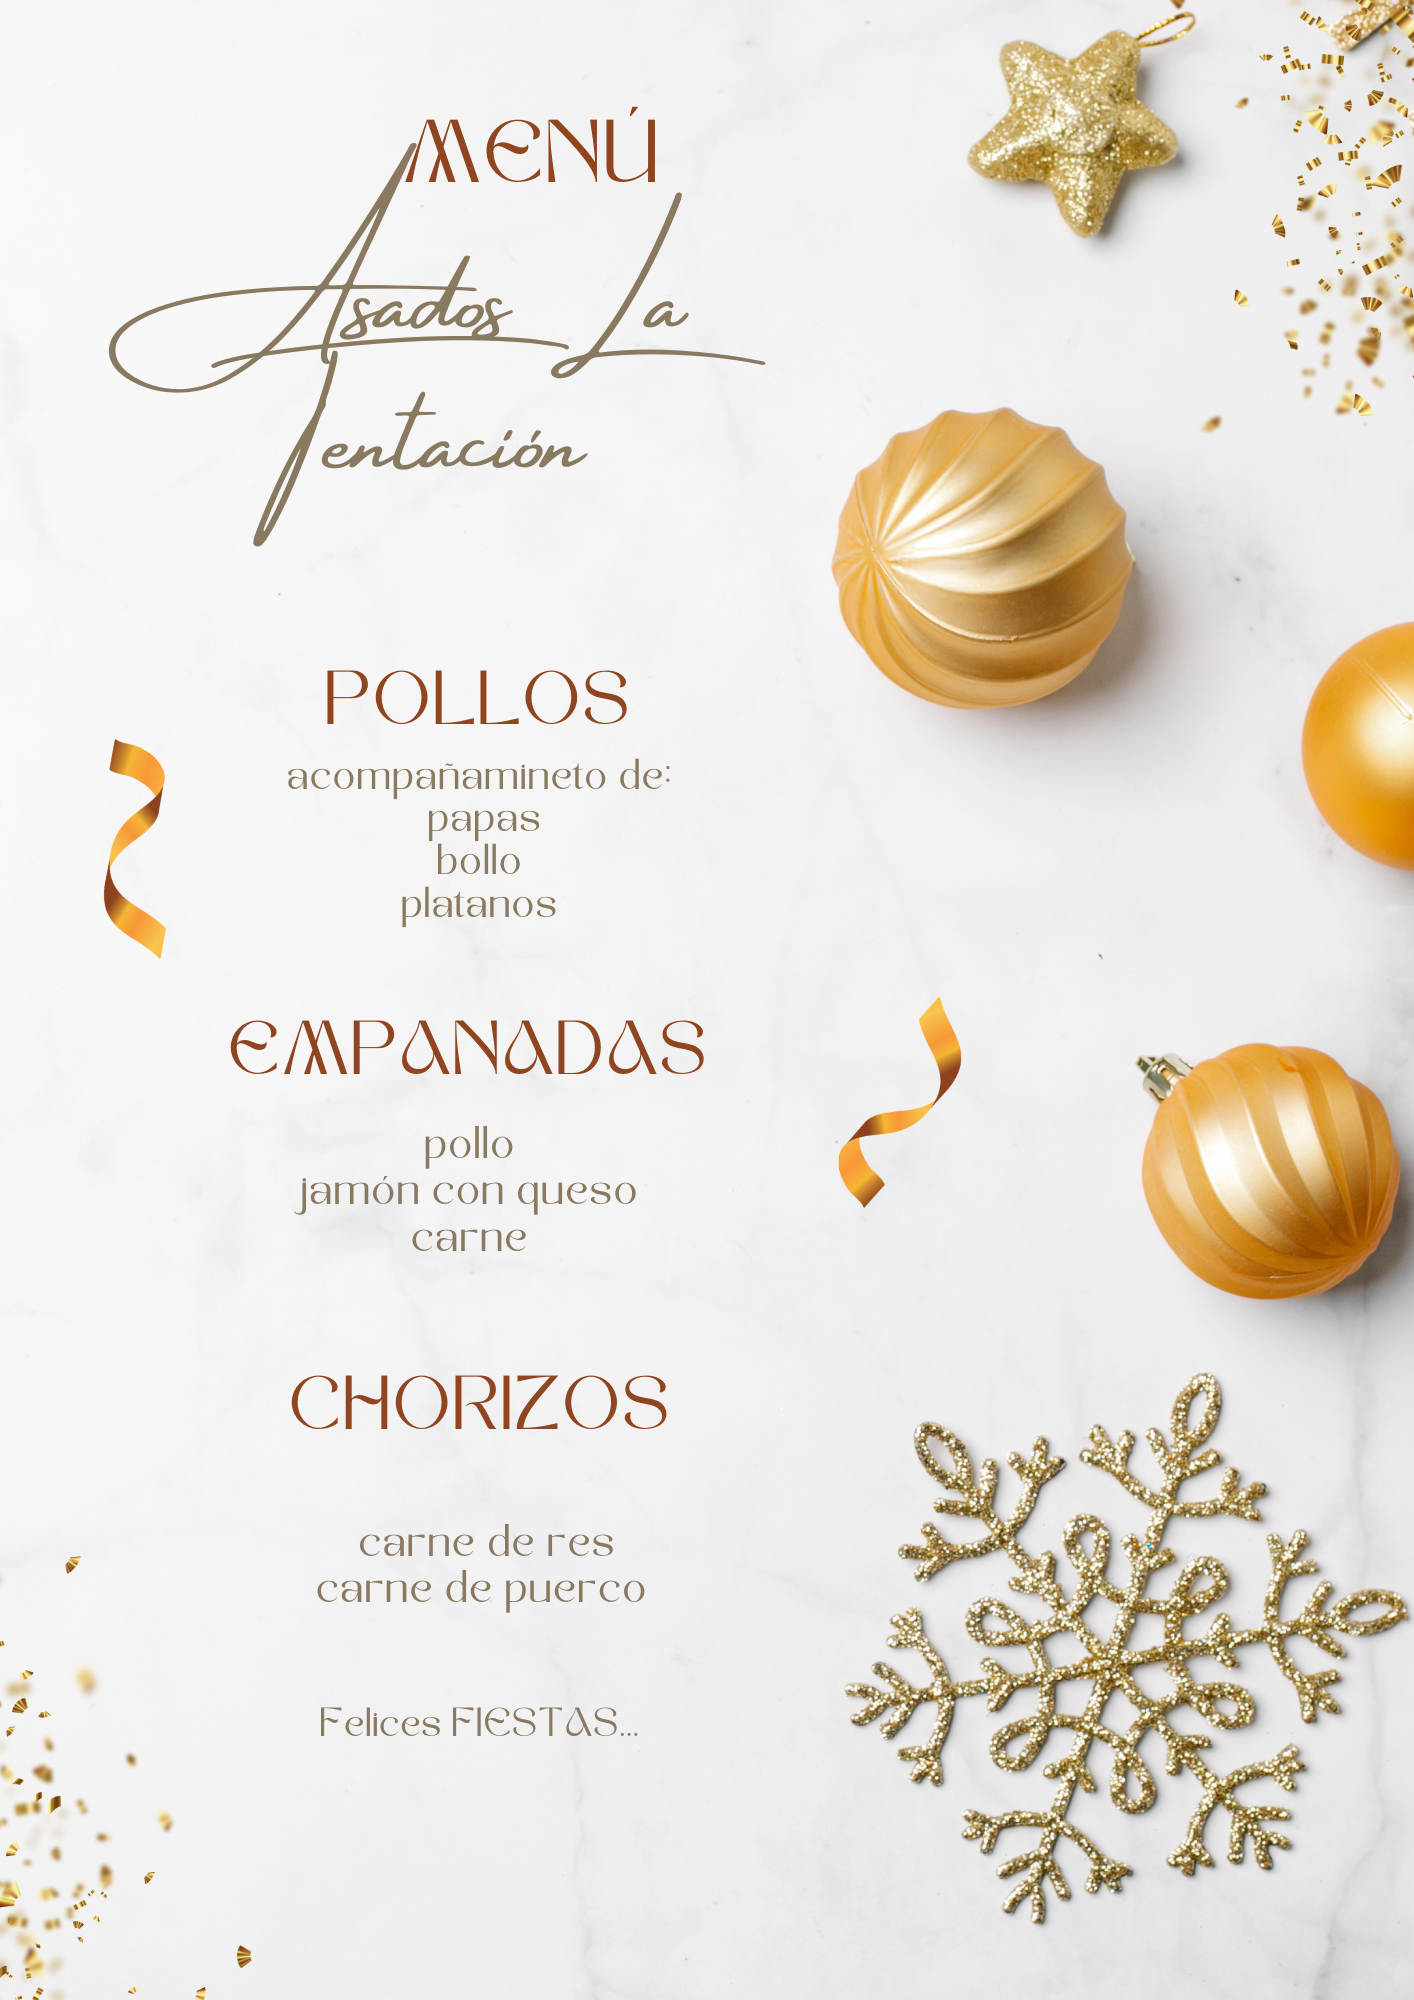 MENÚ
Asados La
Tentación
POLLOS
acompañamineto de:
papas
bollo
platanos
EMPANADAS
pollo
jamón con queso
carne
CHORIZOS
carne de res
carne de puerco
Felices FIESTAS...